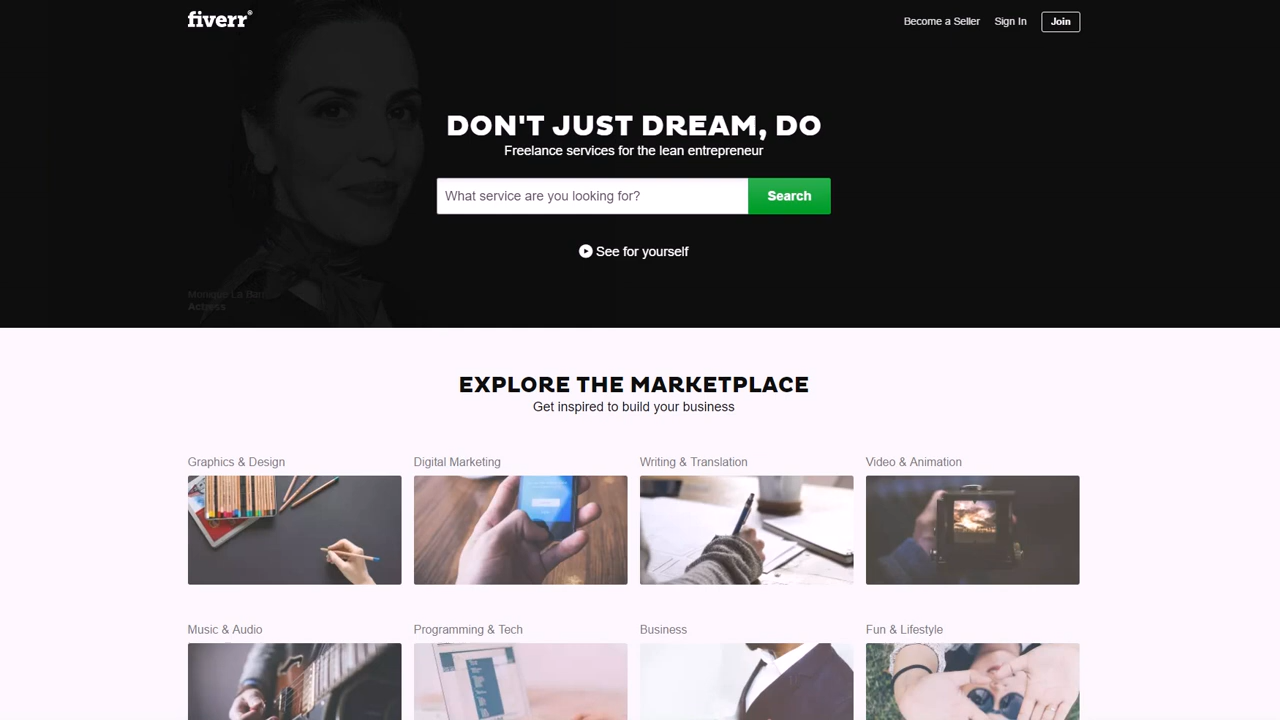 fiverr®
Become a Seller
Sign In
Join
DON'T JUST DREAM, DO
Freelance services for the lean entrepreneur
What service are you looking for?
Search
See for yourself
Actress
EXPLORE THE MARKETPLACE
Get inspired to build your business
Graphics & Design
Digital Marketing
Writing & Translation
Video & Animation
Music & Audio
Programming & Tech
Business
Fun & Lifestyle